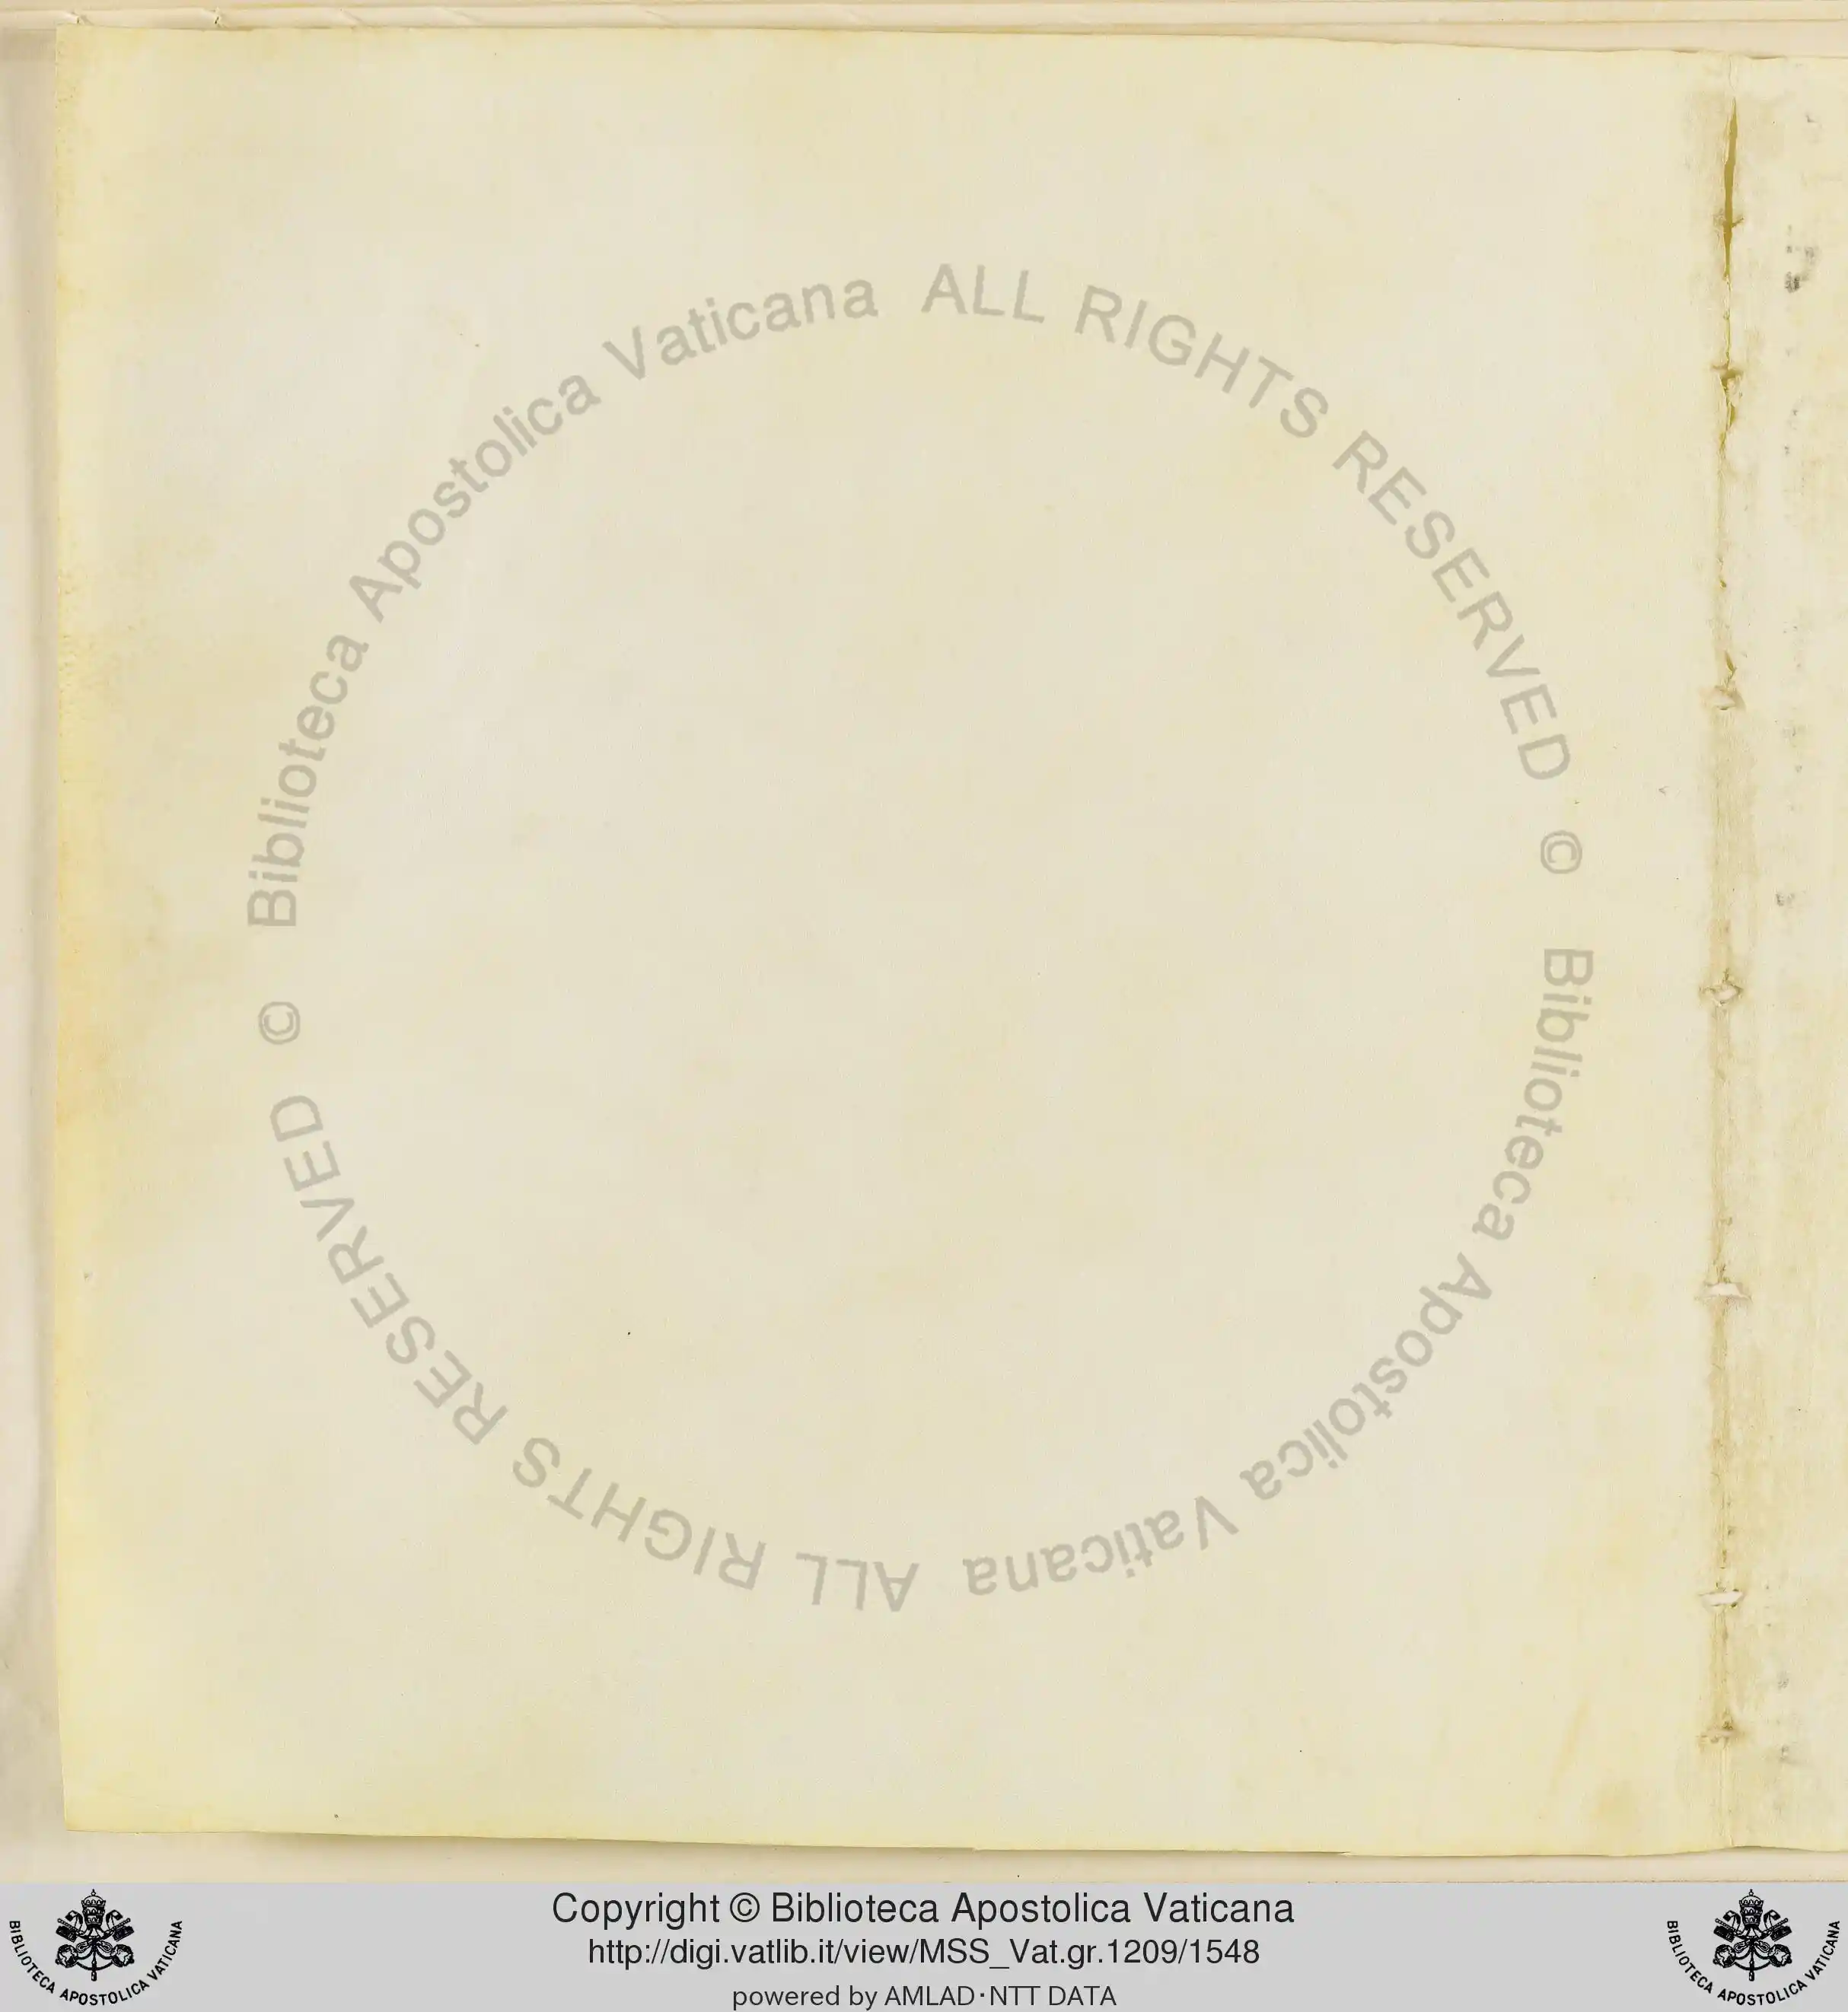 © Biblioteca Apostolica Vaticana ALL RIGHTS RESERVED © Biblioteca Apostolica Vaticana ALL RIGHTS RESERVED
Copyright © Biblioteca Apostolica Vaticana
http://digi.vatlib.it/view/MSS_Vat.gr.1209/1548
powered by AMLAD·NTT DATA
BIBLIOTECA APOSTOLICA VATICANA
BIBLIOTECA APOSTOLICA VATICANA